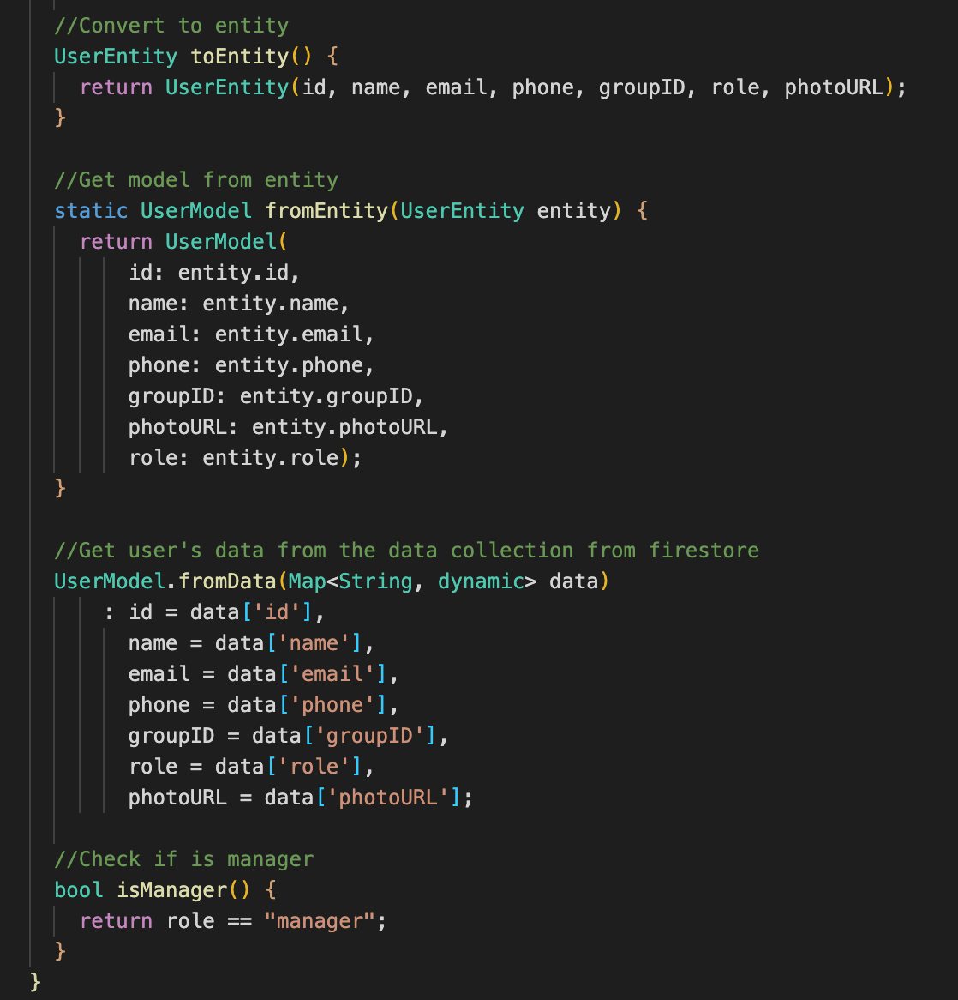 //Convert to entity
UserEntity toEntity() {
return UserEntity(id, name, email, phone, groupID, role, photoURL);
}
//Get model from entity
static UserModel fromEntity(UserEntity entity) {
return UserModel(
id: entity.id,
name: entity.name,
email: entity.email,
phone: entity.phone,
groupID: entity.groupID,
photoURL: entity.photoURL,
role: entity.role);
}
//Get user's data from the data collection from firestore
UserModel.fromData(Map<String, dynamic> data)
: id = data['id'],
name = data['name'],
email = data['email'],
phone = data['phone'],
groupID = data['groupID'],
role = data['role'],
photoURL = data['photoURL'];
//Check if is manager
bool isManager() {
return role == "manager";
}
}